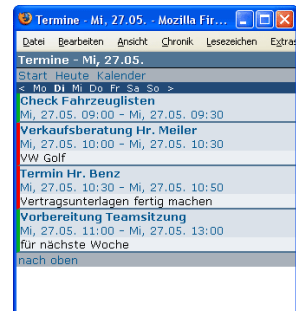 Termine - Mi, 27.05. - Mozilla Fir...
Datei Bearbeiten Ansicht Chronik Lesezeichen Extras
Termine - Mi, 27.05.
Start Heute Kalender
< Mo Di Mi Do Fr Sa So >
Check Fahrzeuglisten
Mi, 27.05. 09:00 - Mi, 27.05. 09:30
Verkaufsberatung Hr. Meiler
Mi, 27.05. 10:00 - Mi, 27.05. 10:30
VW Golf
Termin Hr. Benz
Mi, 27.05. 10:30 - Mi, 27.05. 10:50
Vertragsunterlagen fertig machen
Vorbereitung Teamsitzung
Mi, 27.05. 11:00 - Mi, 27.05. 13:00
für nächste Woche
nach oben